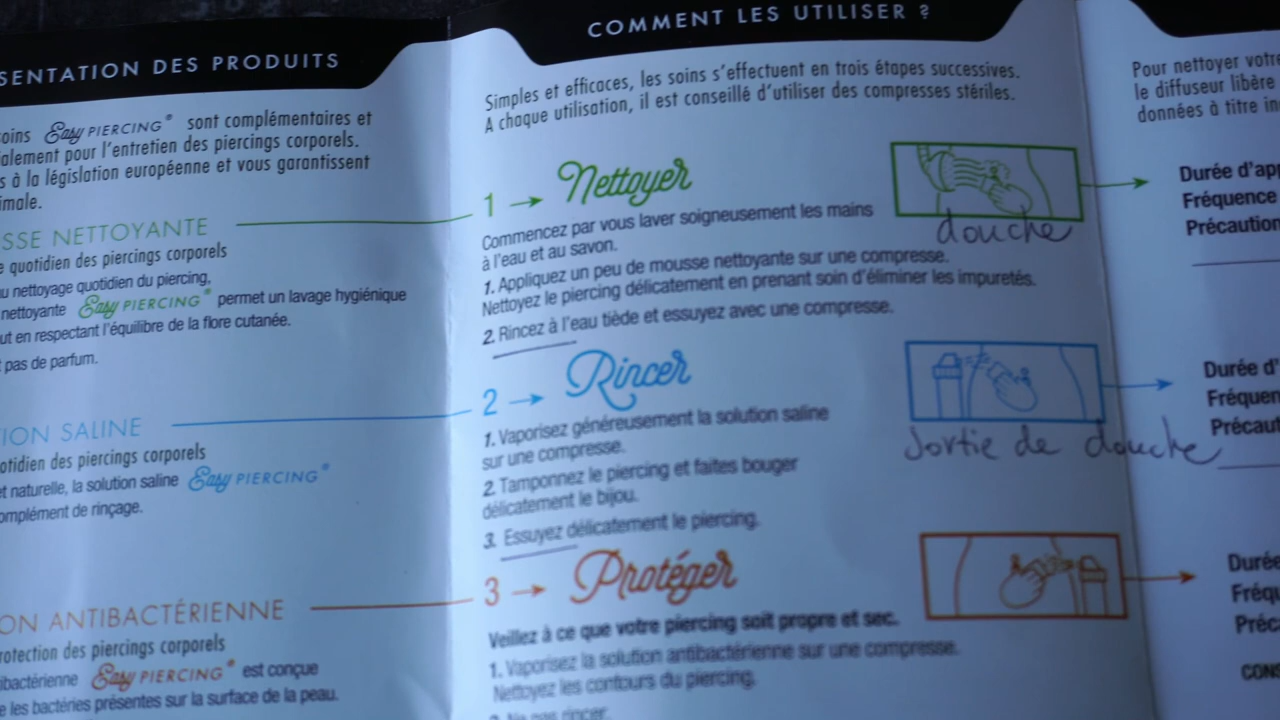 SENTATION DES PRODUITS
oins Easy PIERCING® sont complémentaires et
alement pour l'entretien des piercings corporels.
s à la législation européenne et vous garantissent
imale.
SSE NETTOYANTE
e quotidien des piercings corporels
u nettoyage quotidien du piercing,
nettoyante Easy PIERCING® permet un lavage hygiénique
ut en respectant l'équilibre de la flore cutanée.
pas de parfum.
ION SALINE
otidien des piercings corporels
et naturelle, la solution saline Easy PIERCING®
omplément de rinçage.
ON ANTIBACTÉRIENNE
rotection des piercings corporels
ibactérienne Easy PIERCING® est conçue
e les bactéries présentes sur la surface de la peau.
COMMENT LES UTILISER ?
Simples et efficaces, les soins s'effectuent en trois étapes successives.
A chaque utilisation, il est conseillé d'utiliser des compresses stériles.
1 → Nettoyer
douche
Commencez par vous laver soigneusement les mains
à l'eau et au savon.
1. Appliquez un peu de mousse nettoyante sur une compresse.
Nettoyez le piercing délicatement en prenant soin d'éliminer les impuretés.
2. Rincez à l'eau tiède et essuyez avec une compresse.
2 → Rincer
Sortie de douche
1. Vaporisez généreusement la solution saline
sur une compresse.
2. Tamponnez le piercing et faites bouger
délicatement le bijou.
3. Essuyez délicatement le piercing.
3 → Protéger
Veillez à ce que votre piercing soit propre et sec.
1. Vaporisez la solution antibactérienne sur une compresse.
Nettoyez les contours du piercing.
2. Ne pas rincer.
Pour nettoyer votre
le diffuseur libère
données à titre in
Durée d'app
Fréquence
Précaution
Durée d'
Fréquen
Précaut
Durée
Fréqu
Préc
CONS